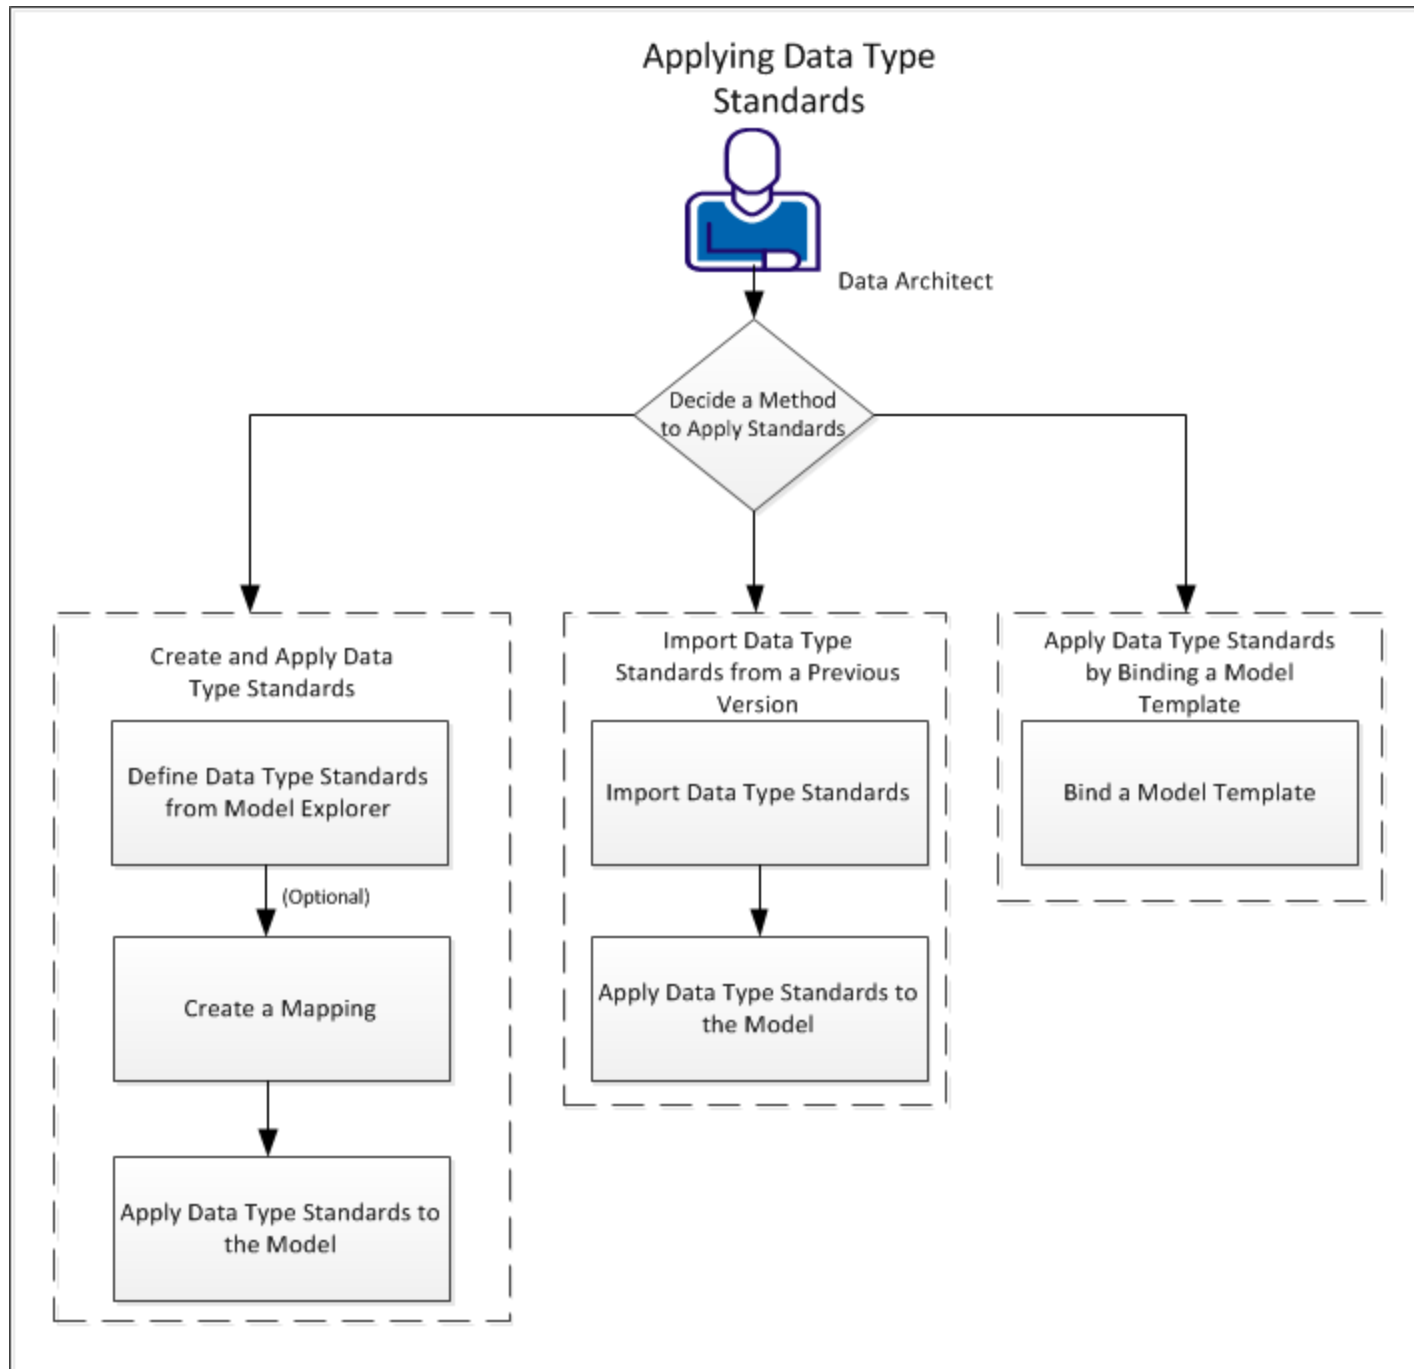 Applying Data Type
Standards
Data Architect
Decide a Method
to Apply Standards
Create and Apply Data
Type Standards
Define Data Type Standards
from Model Explorer
(Optional)
Create a Mapping
Apply Data Type Standards to
the Model
Import Data Type
Standards from a Previous
Version
Import Data Type Standards
Apply Data Type Standards to
the Model
Apply Data Type Standards
by Binding a Model
Template
Bind a Model Template